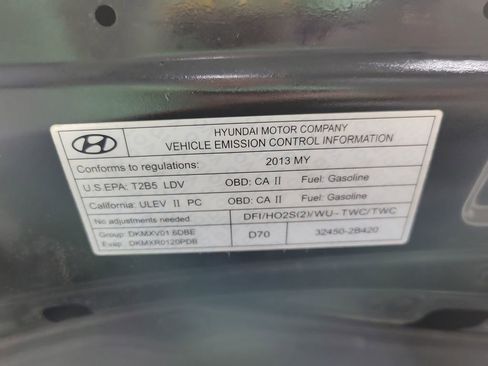 HYUNDAI MOTOR COMPANY
VEHICLE EMISSION CONTROL INFORMATION
Conforms to regulations: 2013 MY
U.S.EPA: T2B5 LDV OBD: CA II Fuel: Gasoline
California: ULEV II PC OBD: CA II Fuel: Gasoline
No adjustments needed DFI/HO2S(2)/WU-TWC/TWC
Group: DKMXV01.6DBE D70 32450-2B420
Evap: DKMXR0120PDB